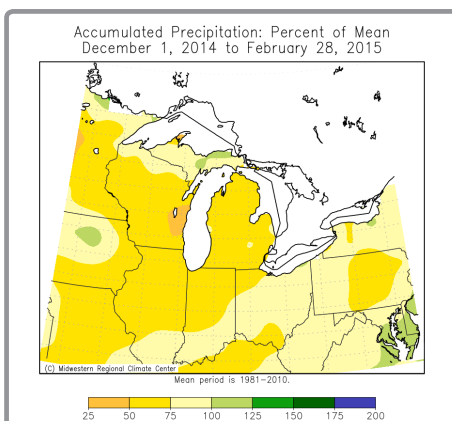 Accumulated Precipitation: Percent of Mean
December 1, 2014 to February 28, 2015
(C) Midwestern Regional Climate Center
Mean period is 1981-2010.
25 50 75 100 125 150 175 200